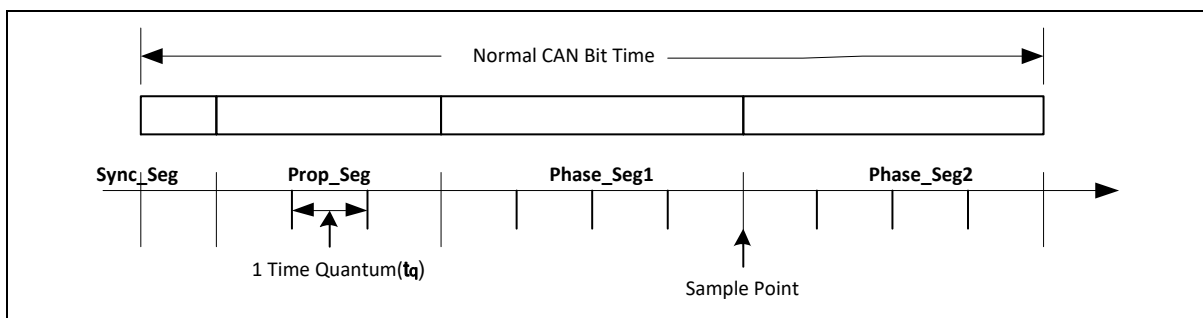 Normal CAN Bit Time
Sync_Seg Prop_Seg Phase_Seg1 Phase_Seg2
1 Time Quantum(tq)
Sample Point